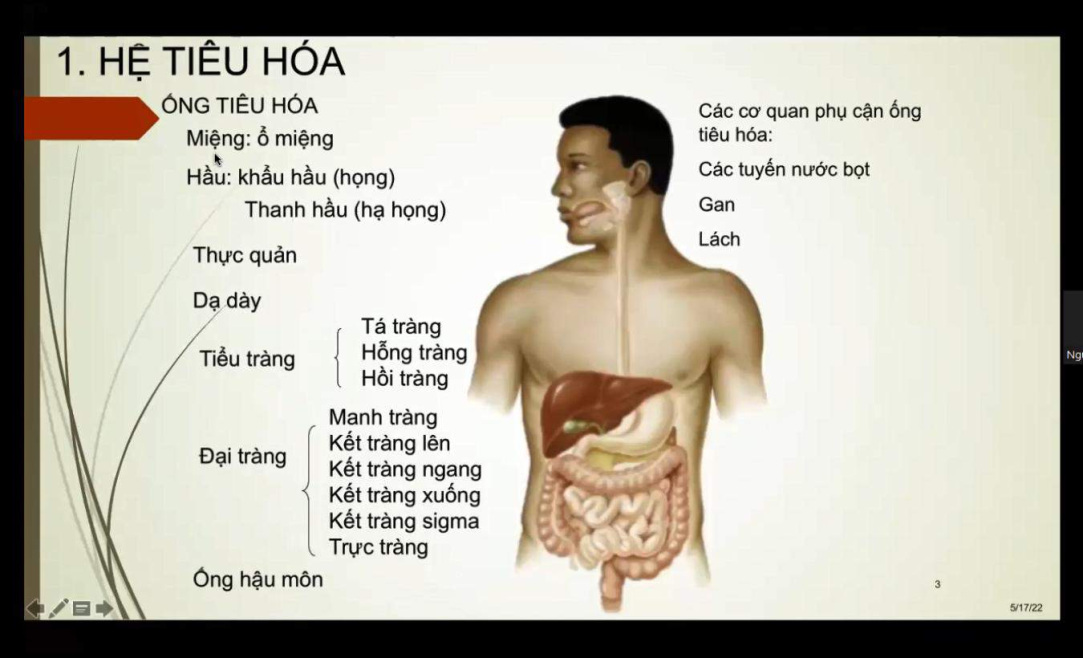 1. HỆ TIÊU HÓA
ỐNG TIÊU HÓA
Miệng: ổ miệng
Hầu: khẩu hầu (họng)
Thanh hầu (hạ họng)
Thực quản
Dạ dày
Tiểu tràng
Tá tràng
Hỗng tràng
Hồi tràng
Đại tràng
Manh tràng
Kết tràng lên
Kết tràng ngang
Kết tràng xuống
Kết tràng sigma
Trực tràng
Ống hậu môn
Các cơ quan phụ cận ống
tiêu hóa:
Các tuyến nước bọt
Gan
Lách
3
5/17/22